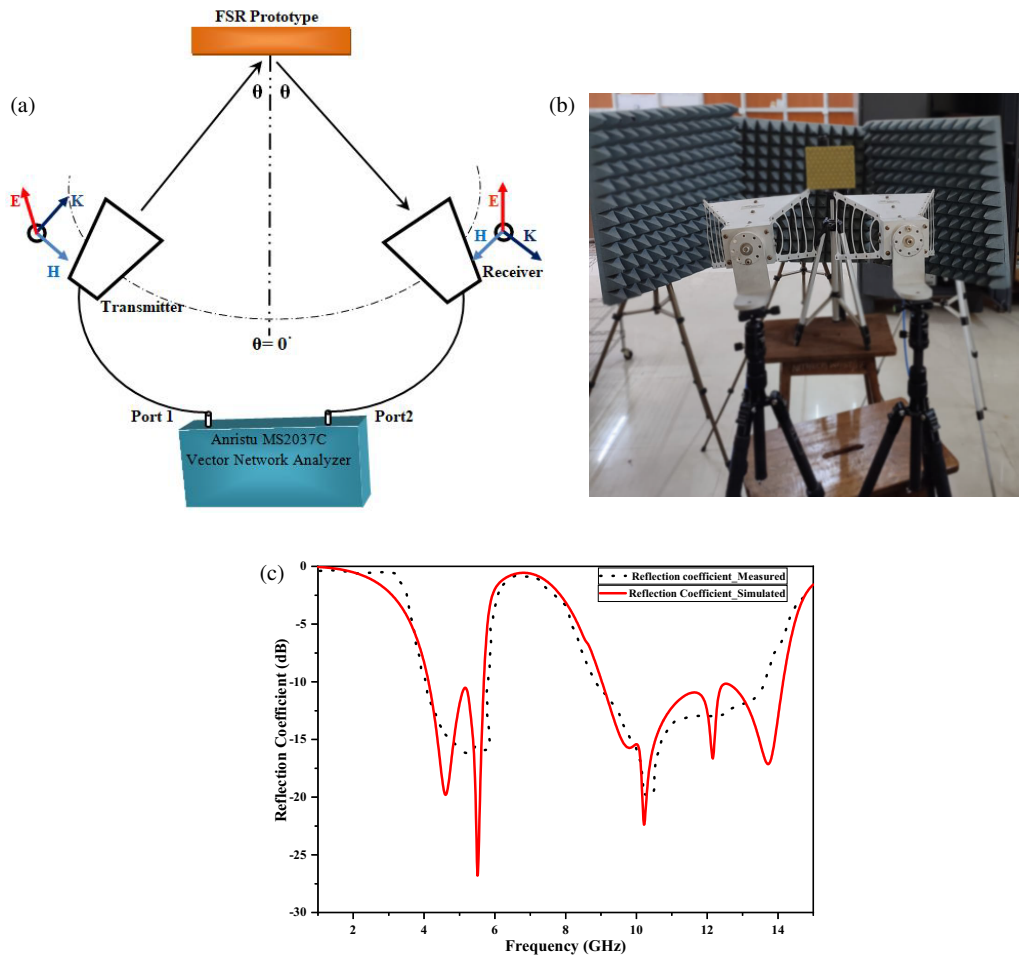 FSR Prototype
(a)
θ θ
E
K
H
Transmitter
E
H
K
Receiver
θ= 0˙
Port 1
Port2
Anristu MS2037C
Vector Network Analyzer
(b)
(c)
Reflection coefficient_Measured
Reflection Coefficient_Simulated
Reflection Coefficient (dB)
0
-5
-10
-15
-20
-25
-30
2 4 6 8 10 12 14
Frequency (GHz)